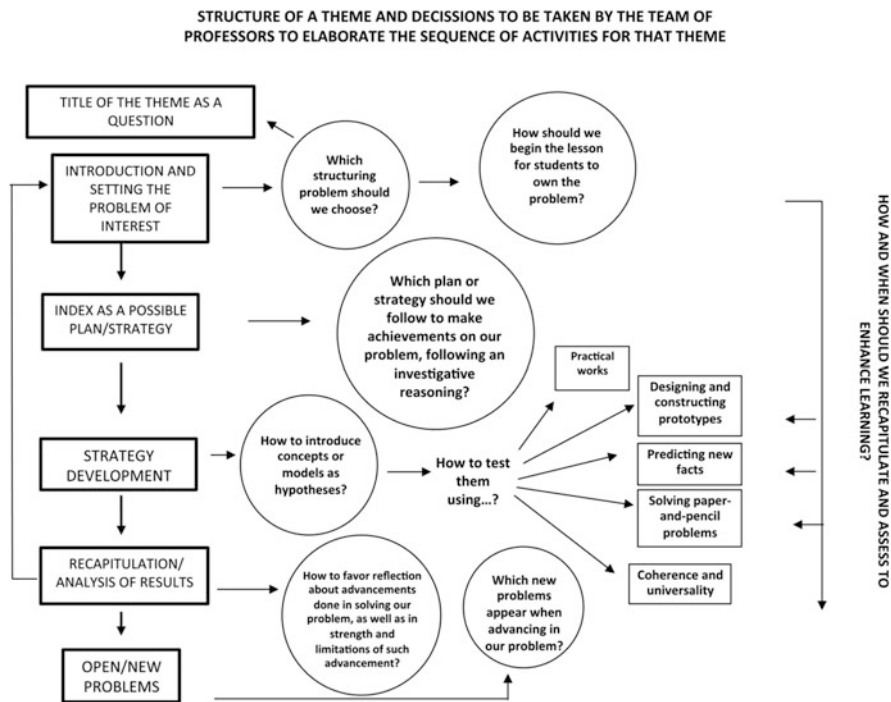 STRUCTURE OF A THEME AND DECISSIONS TO BE TAKEN BY THE TEAM OF
PROFESSORS TO ELABORATE THE SEQUENCE OF ACTIVITIES FOR THAT THEME
TITLE OF THE THEME AS A
QUESTION
INTRODUCTION AND
SETTING THE
PROBLEM OF
INTEREST
Which
structuring
problem should
we choose?
How should we
begin the lesson
for students to
own the
problem?
INDEX AS A POSSIBLE
PLAN/STRATEGY
Which plan or
strategy should we
follow to make
achievements on our
problem, following an
investigative
reasoning?
STRATEGY
DEVELOPMENT
How to introduce
concepts or
models as
hypotheses?
How to test
them
using...?
Practical
works
Designing and
constructing
prototypes
Predicting new
facts
Solving paper-
and-pencil
problems
Coherence and
universality
RECAPITULATION/
ANALYSIS OF RESULTS
How to favor reflection
about advancements
done in solving our
problem, as well as in
strength and
limitations of such
advancement?
Which new
problems
appear when
advancing in
our problem?
OPEN/NEW
PROBLEMS
HOW AND WHEN SHOULD WE RECAPITULATE AND ASSESS TO
ENHANCE LEARNING?